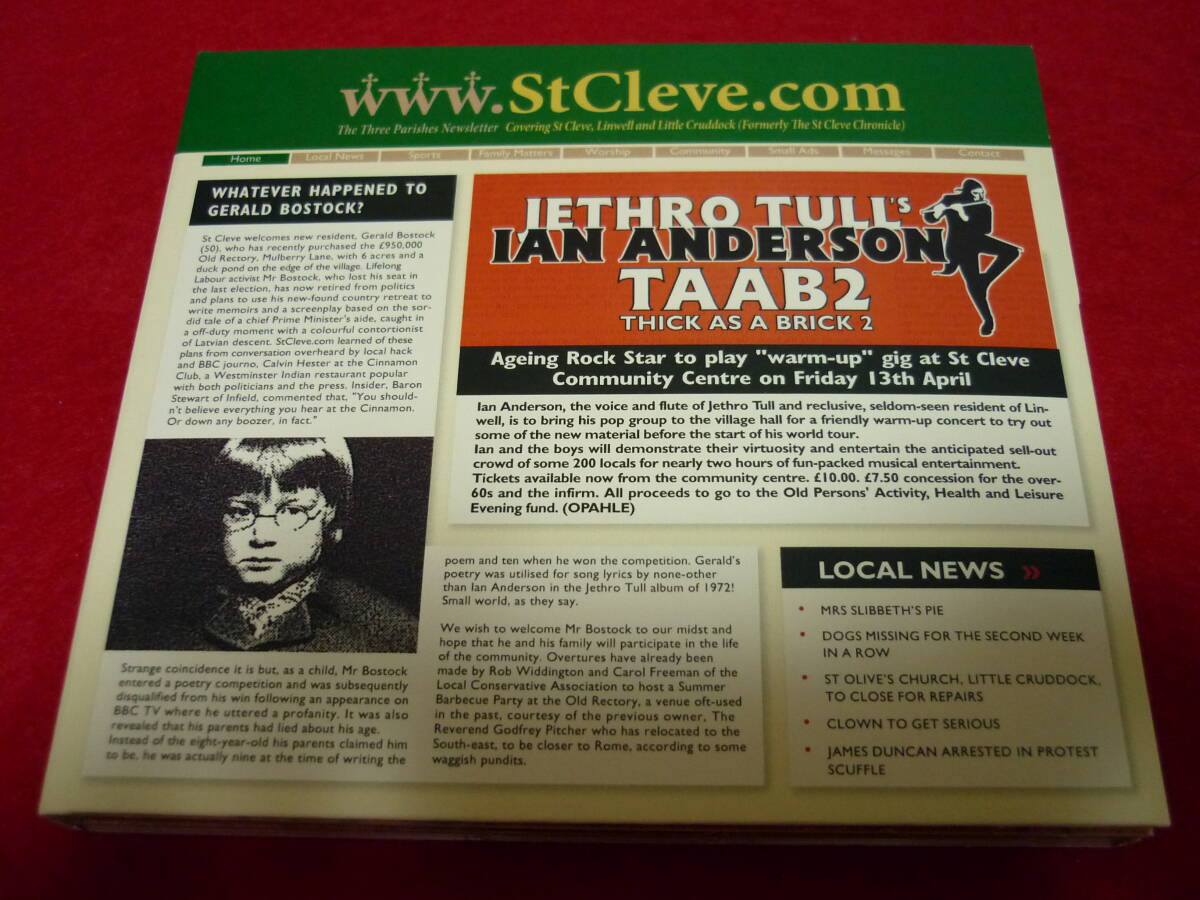 www.StCleve.com
The Three Parishes Newsletter Covering St Cleve, Linwell and Little Cruddock (Formerly The St Cleve Chronicle)
Home Local News Sports Family Matters Worship Community Small Ads Messages Contact
WHATEVER HAPPENED TO
GERALD BOSTOCK?
St Cleve welcomes new resident, Gerald Bostock
(50), who has recently purchased the £950,000
Old Rectory, Mulberry Lane, with 6 acres and a
duck pond on the edge of the village. Lifelong
Labour activist Mr Bostock, who lost his seat in
the last election, has now retired from politics
and plans to use his new-found country retreat to
write memoirs and a screenplay based on the sor-
did tale of a chief Prime Minister's aide, caught in
a off-duty moment with a colourful contortionist
of Latvian descent. StCleve.com learned of these
plans from conversation overheard by local hack
and BBC journo, Calvin Hester at the Cinnamon
Club, a Westminster Indian restaurant popular
with both politicians and the press. Insider, Baron
Stewart of Infield, commented that, "You should-
n't believe everything you hear at the Cinnamon.
Or down any boozer, in fact."
Strange coincidence it is but, as a child, Mr Bostock
entered a poetry competition and was subsequently
disqualified from his win following an appearance on
BBC TV where he uttered a profanity. It was also
revealed that his parents had lied about his age.
Instead of the eight-year-old his parents claimed him
to be, he was actually nine at the time of writing the
poem and ten when he won the competition. Gerald's
poetry was utilised for song lyrics by none-other
than Ian Anderson in the Jethro Tull album of 1972!
Small world, as they say.
We wish to welcome Mr Bostock to our midst and
hope that he and his family will participate in the life
of the community. Overtures have already been
made by Rob Widdington and Carol Freeman of the
Local Conservative Association to host a Summer
Barbecue Party at the Old Rectory, a venue oft-used
in the past, courtesy of the previous owner, The
Reverend Godfrey Pitcher who has relocated to the
South-east, to be closer to Rome, according to some
waggish pundits.
JETHRO TULL'S
IAN ANDERSON
TAAB2
THICK AS A BRICK 2
Ageing Rock Star to play "warm-up" gig at St Cleve
Community Centre on Friday 13th April
Ian Anderson, the voice and flute of Jethro Tull and reclusive, seldom-seen resident of Lin-
well, is to bring his pop group to the village hall for a friendly warm-up concert to try out
some of the new material before the start of his world tour.
Ian and the boys will demonstrate their virtuosity and entertain the anticipated sell-out
crowd of some 200 locals for nearly two hours of fun-packed musical entertainment.
Tickets available now from the community centre. £10.00. £7.50 concession for the over-
60s and the infirm. All proceeds to go to the Old Persons' Activity, Health and Leisure
Evening fund. (OPAHLE)
LOCAL NEWS »
• MRS SLIBBETH'S PIE
• DOGS MISSING FOR THE SECOND WEEK
IN A ROW
• ST OLIVE'S CHURCH, LITTLE CRUDDOCK,
TO CLOSE FOR REPAIRS
• CLOWN TO GET SERIOUS
• JAMES DUNCAN ARRESTED IN PROTEST
SCUFFLE